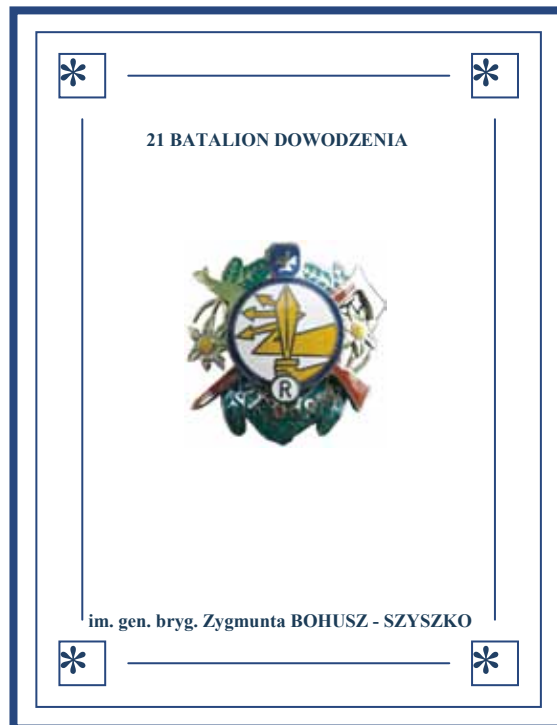 21 BATALION DOWODZENIA
R
im. gen. bryg. Zygmunta BOHUSZ - SZYSZKO